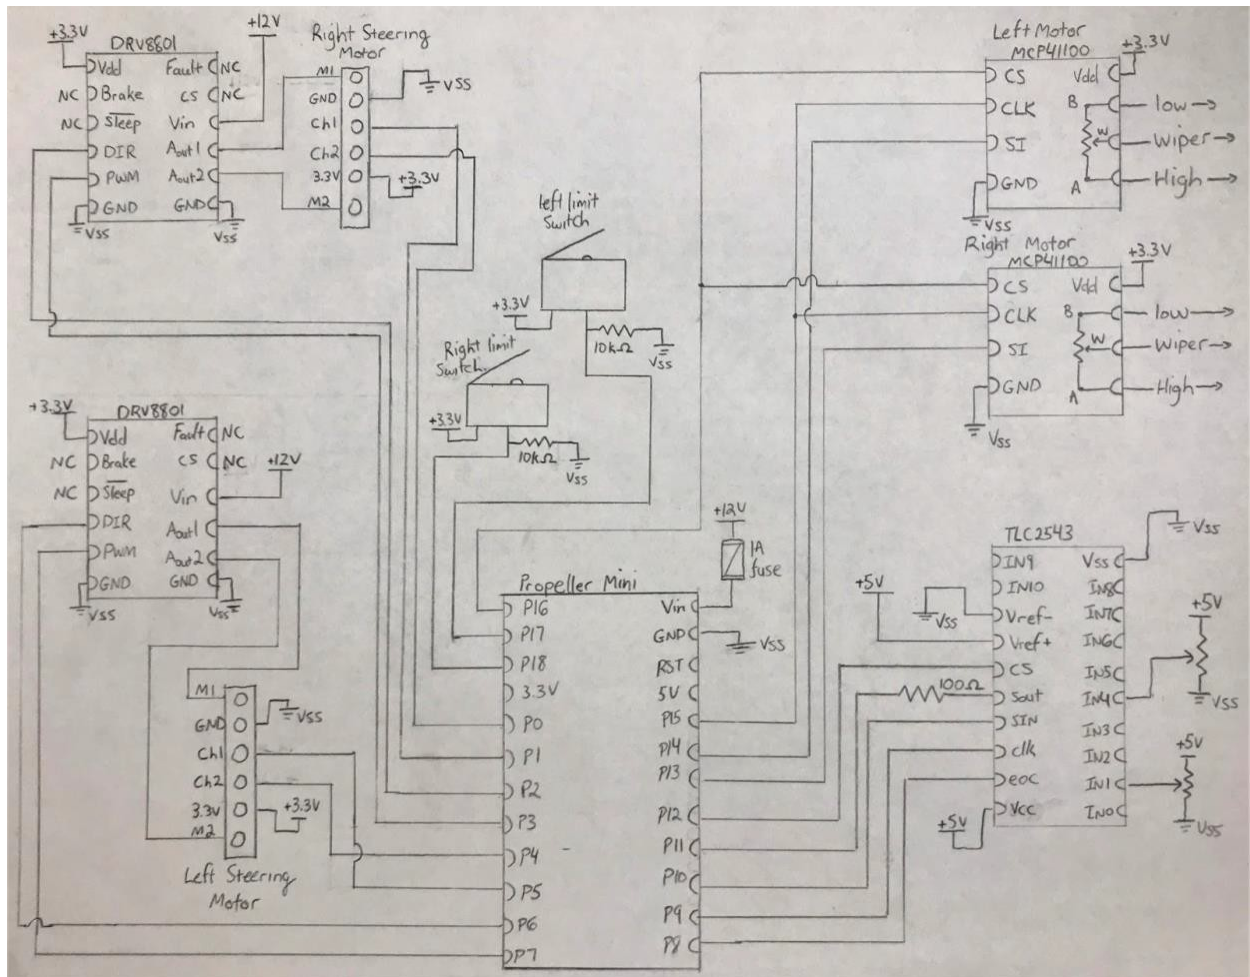 +3.3V
DRV8801
Vdd
NC Brake
NC Sleep
DIR
PWM
GND
VSS
Fault NC
CS NC
Vin
Aout1
Aout2
GND
VSS
+12V
Right Steering
Motor
M1
GND
Ch1
Ch2
3.3V
M2
VSS
+3.3V
left limit
Switch
+3.3V
10kΩ
VSS
Right limit
Switch
+3.3V
10kΩ
VSS
Left Motor
MCP41100
+3.3V
CS
CLK
SI
GND
VSS
Vdd
B
W
A
low
Wiper
High
Right Motor
MCP41100
+3.3V
CS
CLK
SI
GND
VSS
Vdd
B
W
A
low
Wiper
High
+3.3V
DRV8801
Vdd
NC Brake
NC Sleep
DIR
PWM
GND
VSS
Fault NC
CS NC
Vin
Aout1
Aout2
GND
VSS
+12V
M1
GND
Ch1
Ch2
3.3V
M2
VSS
+3.3V
Left Steering
Motor
Propeller Mini
P16
P17
P18
3.3V
P0
P1
P2
P3
P4
P5
P6
P7
+12V
1A
fuse
Vin
GND
RST
5V
P15
P14
P13
P12
P11
P10
P9
P8
VSS
TLC2543
IN9
IN10
Vref-
Vref+
CS
Sout
SIN
clk
eoc
Vcc
+5V
VSS
100Ω
+5V
Vss
IN8
IN7
IN6
IN5
IN4
IN3
IN2
IN1
IN0
VSS
+5V
VSS
+5V
VSS